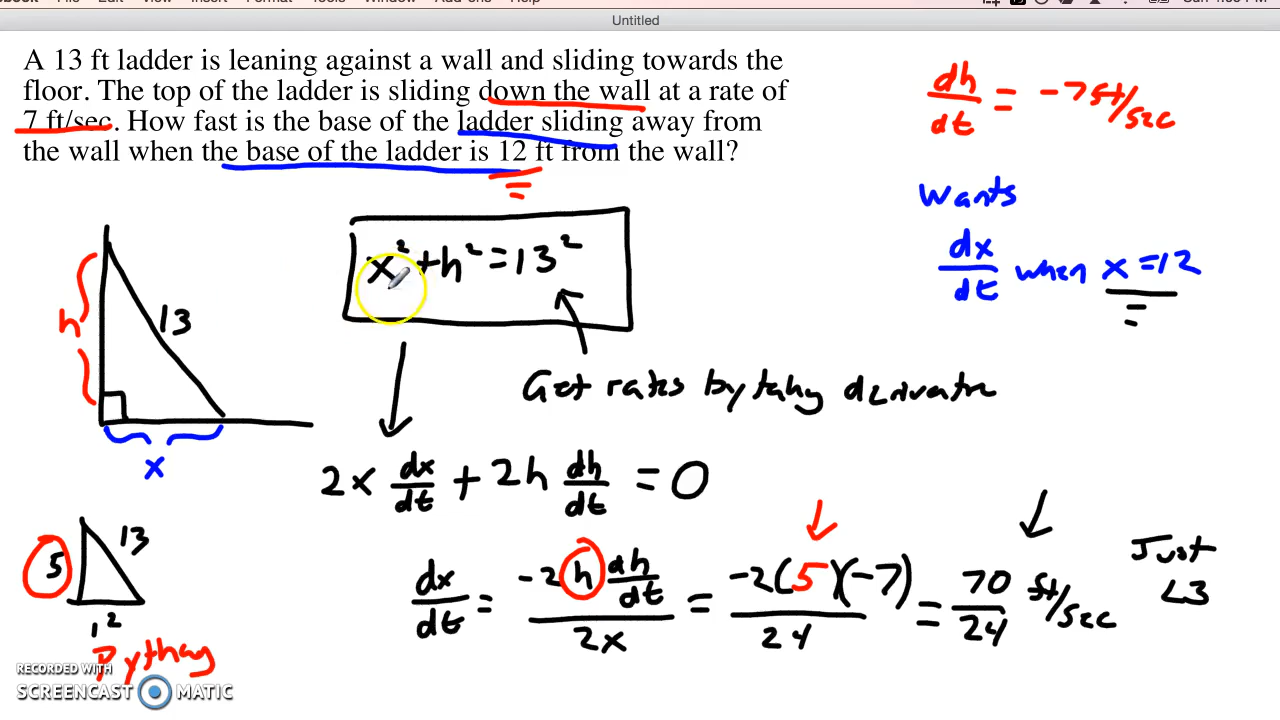 Untitled
A 13 ft ladder is leaning against a wall and sliding towards the
floor. The top of the ladder is sliding down the wall at a rate of
7 ft/sec. How fast is the base of the ladder sliding away from
the wall when the base of the ladder is 12 ft from the wall?
dh/dt = -7 ft/sec
Wants
dx/dt when x = 12
x² + h² = 13²
h
13
x
Get rates by taking derivative
2x dx/dt + 2h dh/dt = 0
5
13
12
Pythag
dx/dt = -2 h dh/dt / 2x = -2(5)(-7) / 24 = 70/24 ft/sec
Just
<3
RECORDED WITH
SCREENCAST MATIC